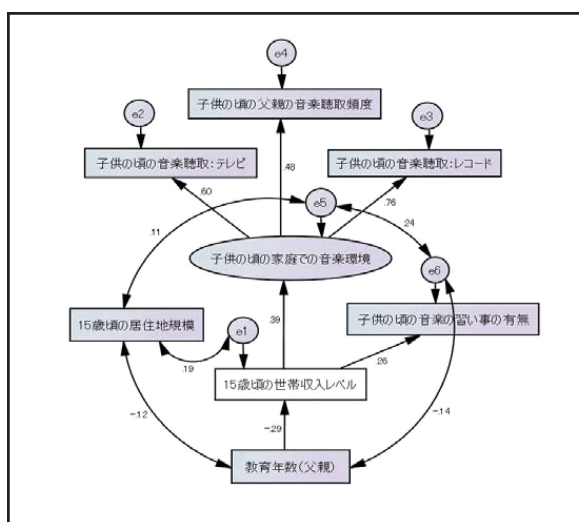 e4
子供の頃の父親の音楽聴取頻度
e2
e3
子供の頃の音楽聴取:テレビ
子供の頃の音楽聴取:レコード
.48
.60
.76
e5
.11
.24
子供の頃の家庭での音楽環境
e6
15歳頃の居住地規模
子供の頃の音楽の習い事の有無
e1
.39
.19
.26
15歳頃の世帯収入レベル
-.12
-.14
-.29
教育年数(父親)